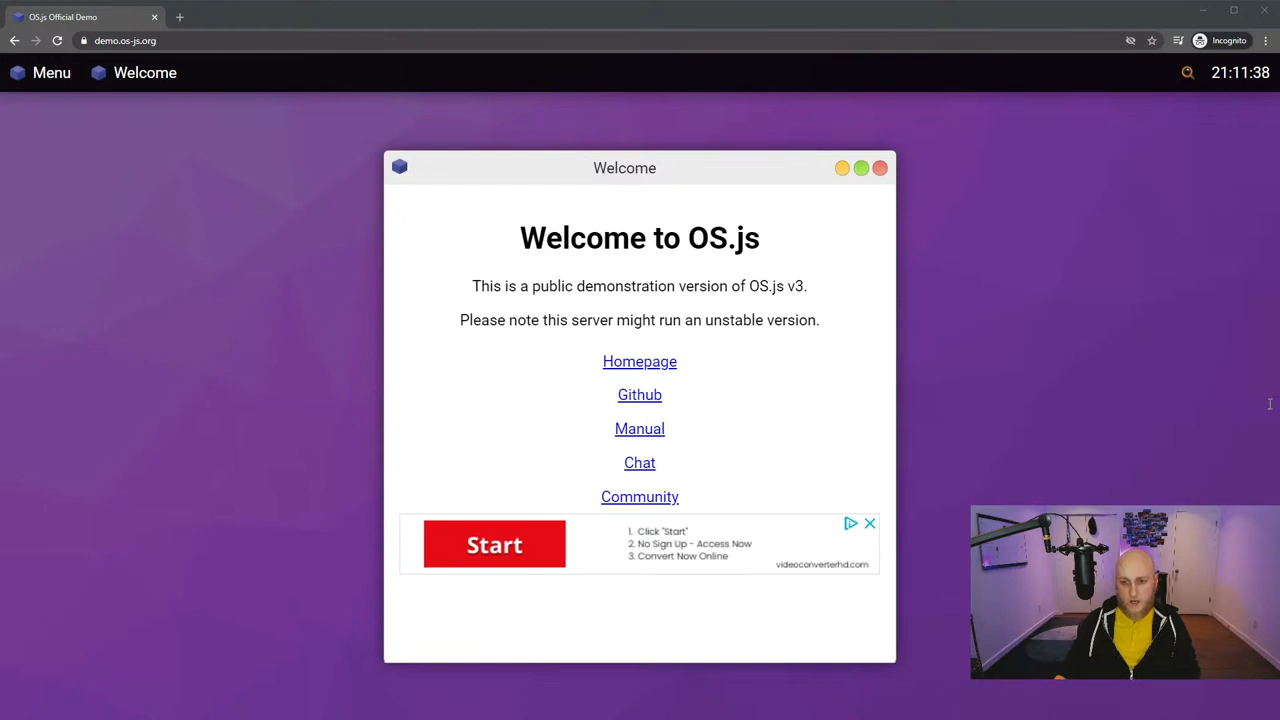 OS.js Official Demo
demo.os-js.org
Incognito
Menu
Welcome
21:11:38
Welcome
Welcome to OS.js
This is a public demonstration version of OS.js v3.
Please note this server might run an unstable version.
Homepage
Github
Manual
Chat
Community
Start
1. Click "Start"
2. No Sign Up - Access Now
3. Convert Now Online
videoconverterhd.com